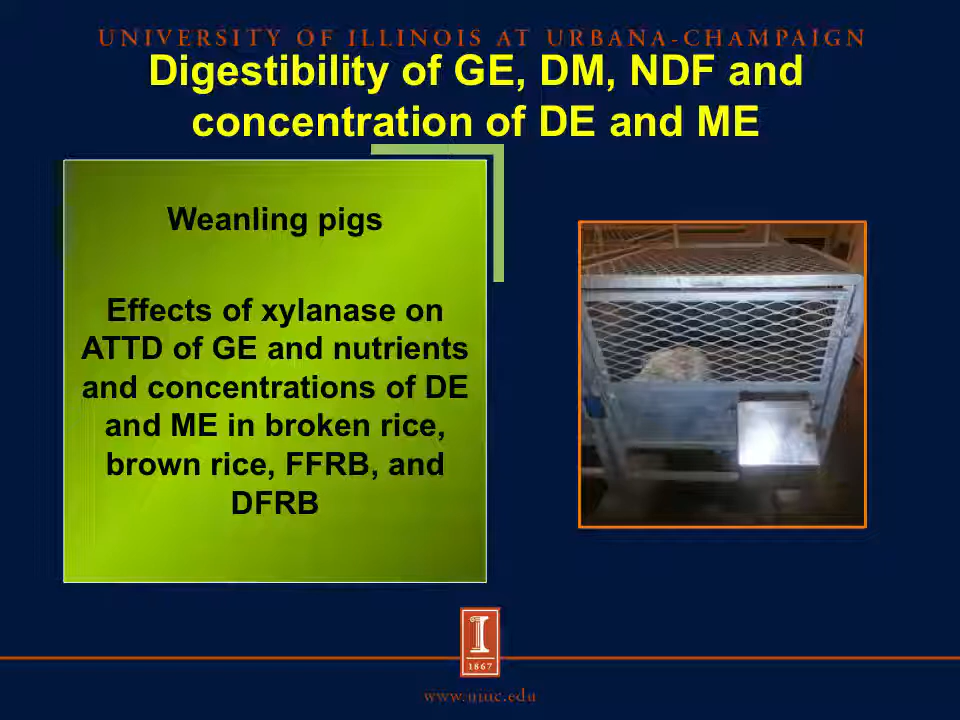 UNIVERSITY OF ILLINOIS AT URBANA-CHAMPAIGN
Digestibility of GE, DM, NDF and
concentration of DE and ME
Weanling pigs
Effects of xylanase on
ATTD of GE and nutrients
and concentrations of DE
and ME in broken rice,
brown rice, FFRB, and
DFRB
I
1867
www.uiuc.edu